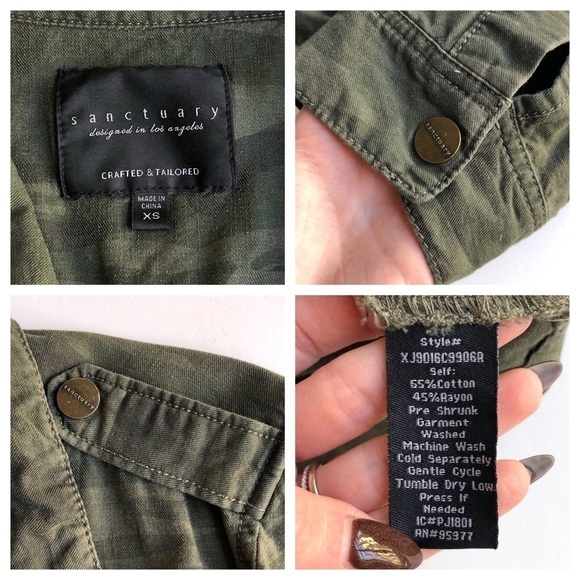 sanctuary
designed in los angeles
CRAFTED & TAILORED
MADE IN
CHINA
XS
SANCTUARY
SANCTUARY
Style#
XJ9016C9906R
Self:
55%Cotton
45%Rayon
Pre Shrunk
Garment
Washed
Machine Wash
Cold Separately
Gentle Cycle
Tumble Dry Low
Press If
Needed
IC#PJ1801
RN#95977